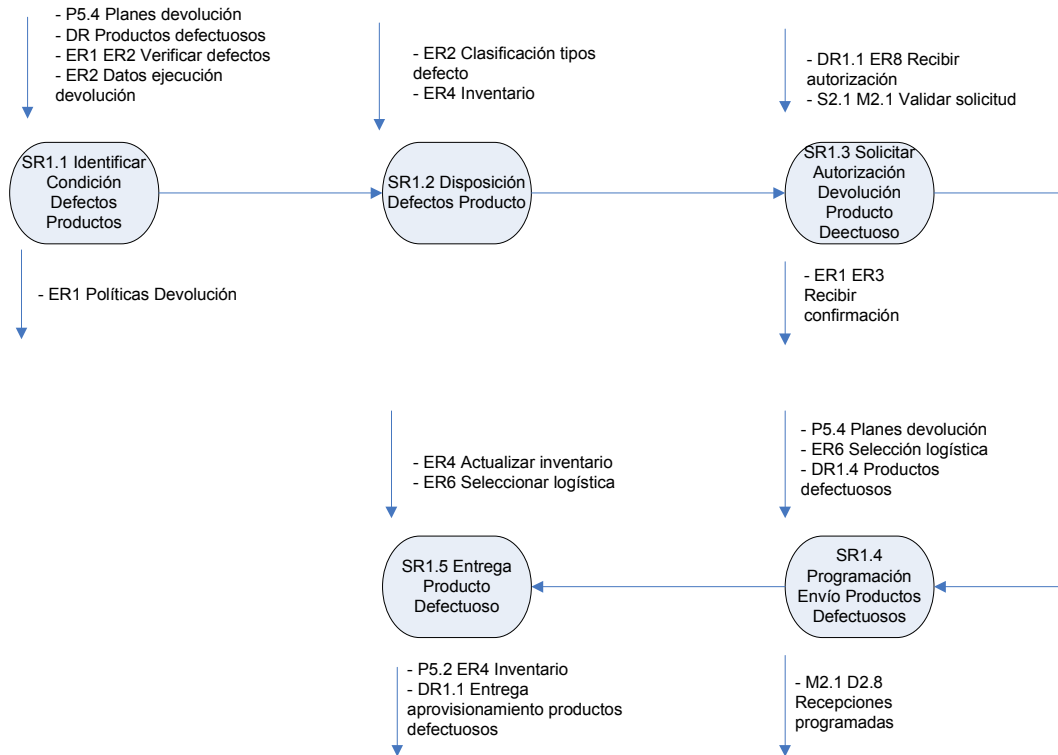 - P5.4 Planes devolución
- DR Productos defectuosos
- ER1 ER2 Verificar defectos
- ER2 Datos ejecución
devolución
- ER2 Clasificación tipos
defecto
- ER4 Inventario
- DR1.1 ER8 Recibir
autorización
- S2.1 M2.1 Validar solicitud
SR1.1 Identificar
Condición
Defectos
Productos
SR1.2 Disposición
Defectos Producto
SR1.3 Solicitar
Autorización
Devolución
Producto
Deectuoso
- ER1 Políticas Devolución
- ER1 ER3
Recibir
confirmación
- ER4 Actualizar inventario
- ER6 Seleccionar logística
- P5.4 Planes devolución
- ER6 Selección logística
- DR1.4 Productos
defectuosos
SR1.5 Entrega
Producto
Defectuoso
SR1.4
Programación
Envío Productos
Defectuosos
- P5.2 ER4 Inventario
- DR1.1 Entrega
aprovisionamiento productos
defectuosos
- M2.1 D2.8
Recepciones
programadas